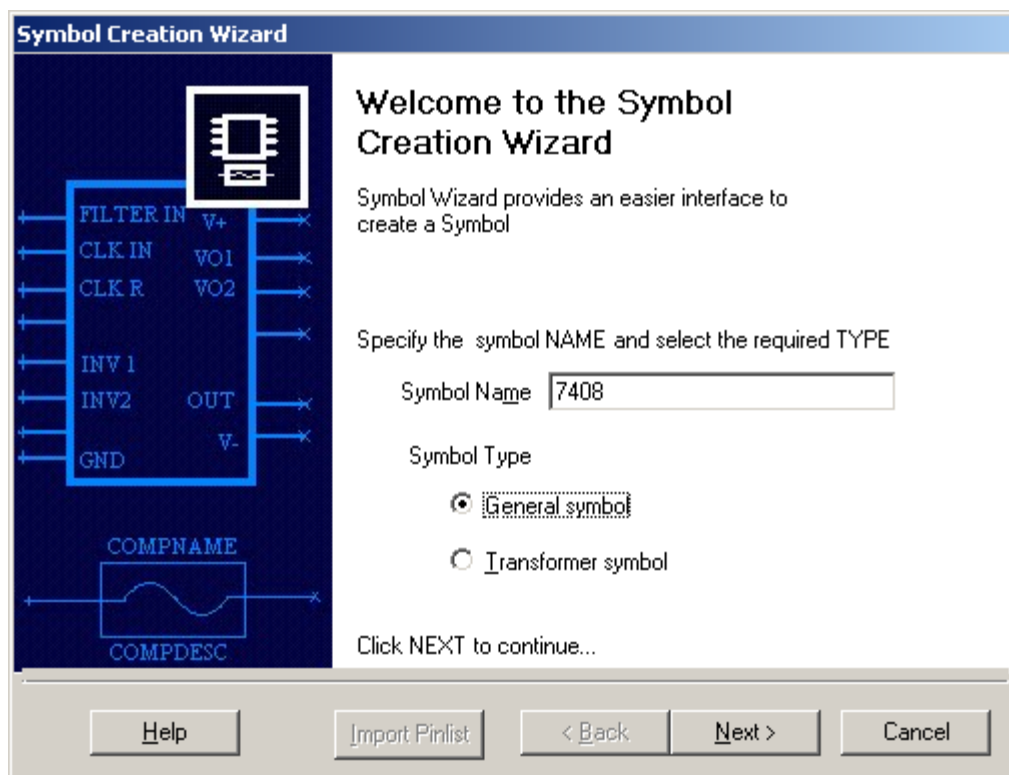 Symbol Creation Wizard
FILTER IN
V+
CLK IN
VO1
CLK R
VO2
INV 1
INV2
OUT
V-
GND
COMPNAME
COMPDESC
Welcome to the Symbol
Creation Wizard
Symbol Wizard provides an easier interface to
create a Symbol
Specify the symbol NAME and select the required TYPE
Symbol Name 7408
Symbol Type
General symbol
Transformer symbol
Click NEXT to continue...
Help Import Pinlist < Back Next > Cancel